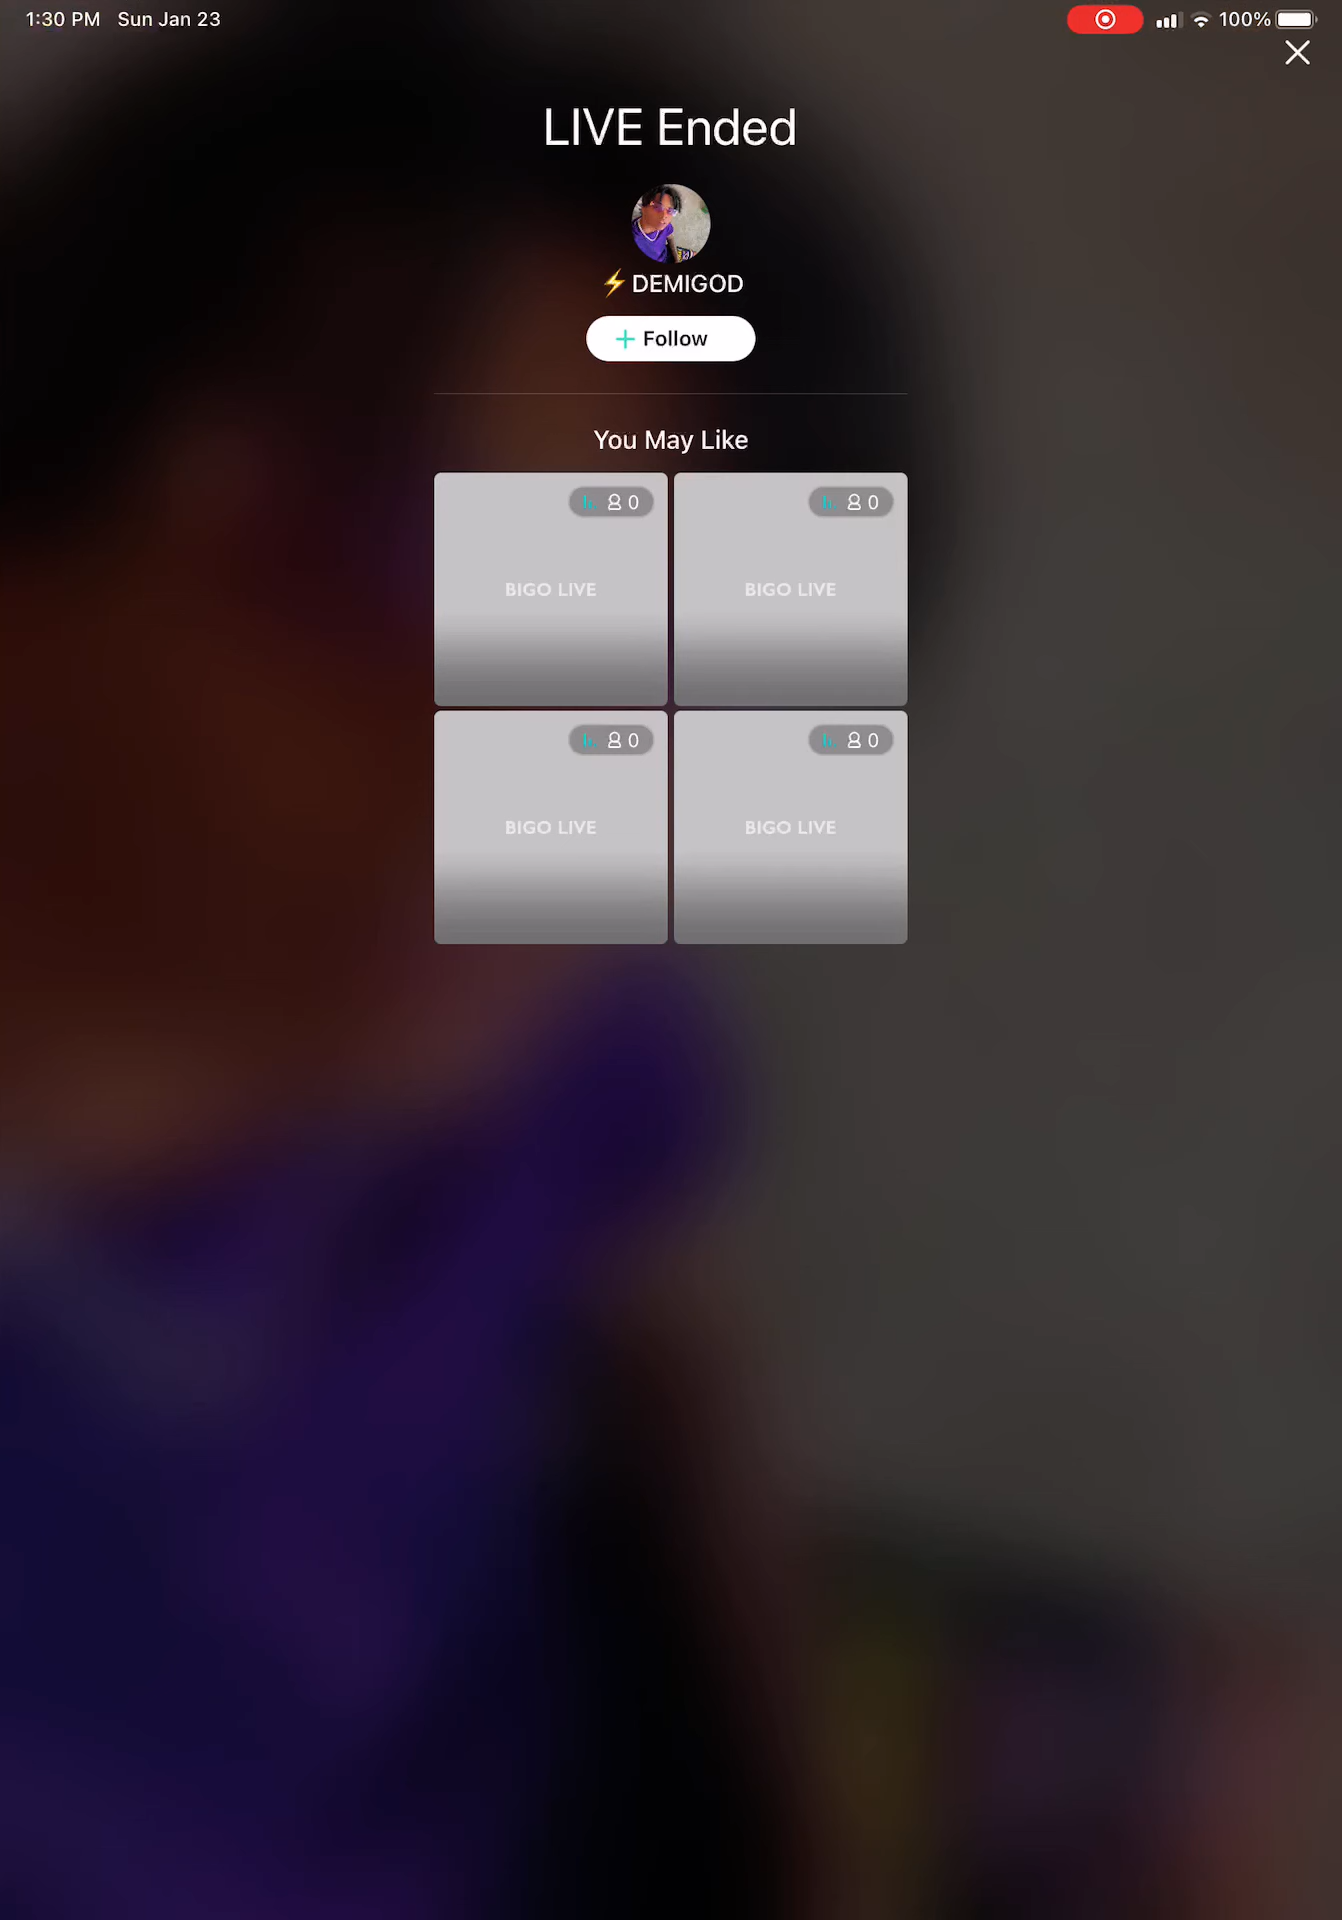 1:30 PM Sun Jan 23 100%
LIVE Ended
⚡ DEMIGOD
+ Follow
You May Like
0 0
BIGO LIVE BIGO LIVE
0 0
BIGO LIVE BIGO LIVE